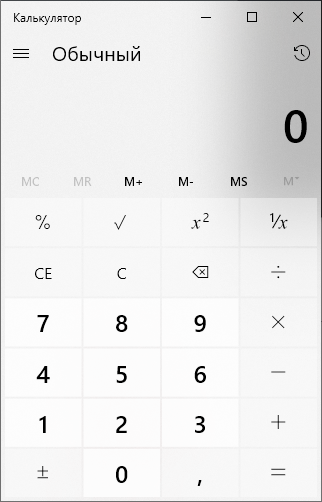 Калькулятор
Обычный
0
MC MR M+ M- MS M˅
% √ x² ¹/x
CE C ⌫ ÷
7 8 9 ×
4 5 6 −
1 2 3 +
± 0 , =